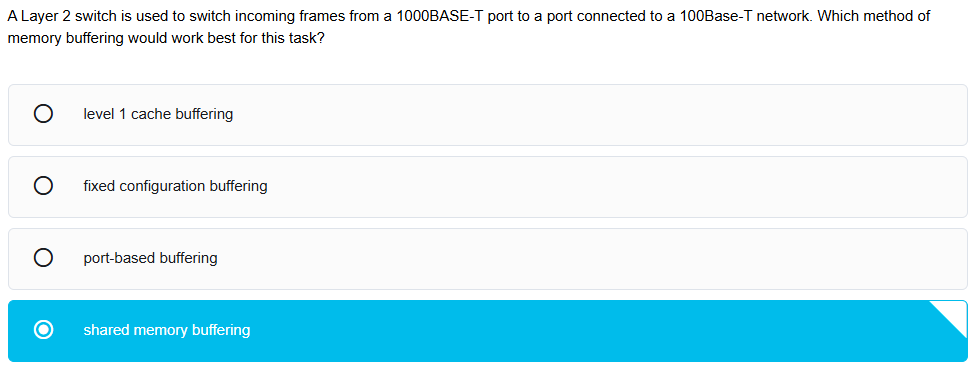 A Layer 2 switch is used to switch incoming frames from a 1000BASE-T port to a port connected to a 100Base-T network. Which method of
memory buffering would work best for this task?
level 1 cache buffering
fixed configuration buffering
port-based buffering
shared memory buffering